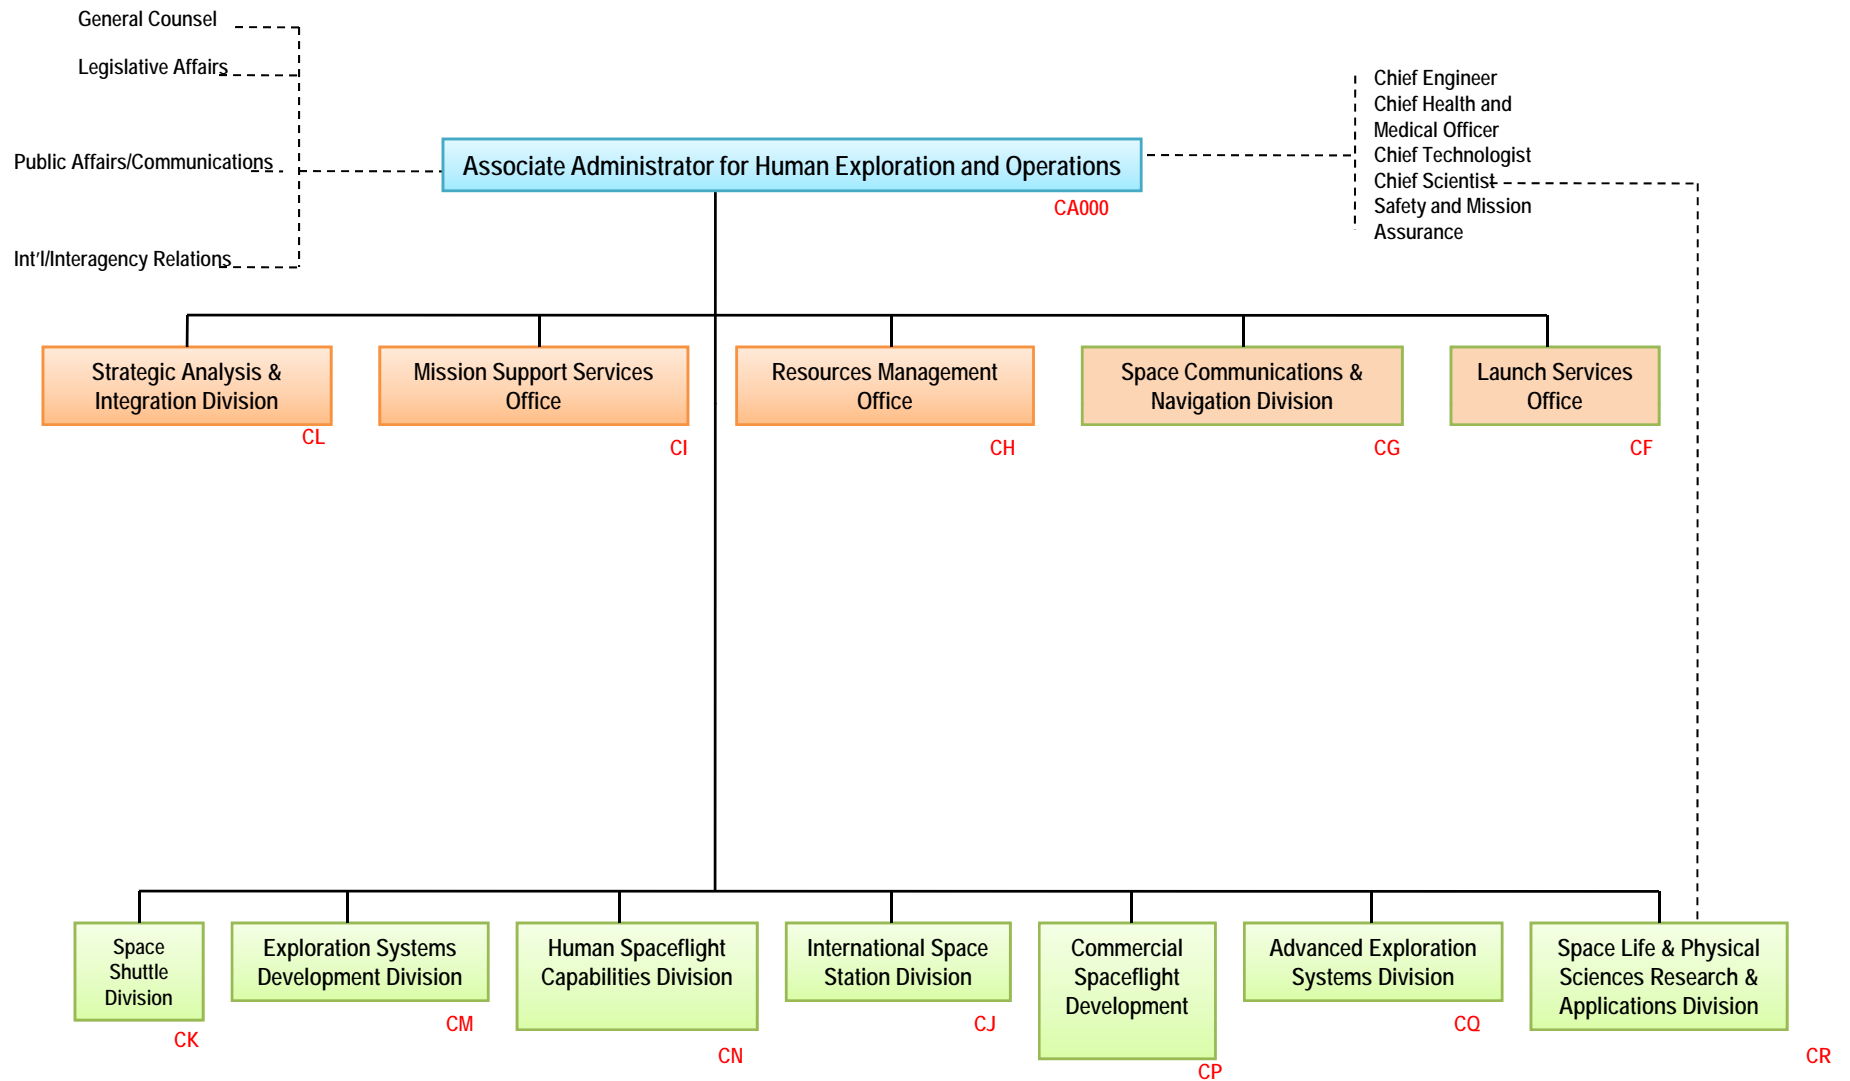 General Counsel
Legislative Affairs
Public Affairs/Communications
Int'l/Interagency Relations
Chief Engineer
Chief Health and
Medical Officer
Chief Technologist
Chief Scientist
Safety and Mission
Assurance
Associate Administrator for Human Exploration and Operations
CA000
Strategic Analysis &
Integration Division
CL
Mission Support Services
Office
CI
Resources Management
Office
CH
Space Communications &
Navigation Division
CG
Launch Services
Office
CF
Space
Shuttle
Division
CK
Exploration Systems
Development Division
CM
Human Spaceflight
Capabilities Division
CN
International Space
Station Division
CJ
Commercial
Spaceflight
Development
CP
Advanced Exploration
Systems Division
CQ
Space Life & Physical
Sciences Research &
Applications Division
CR